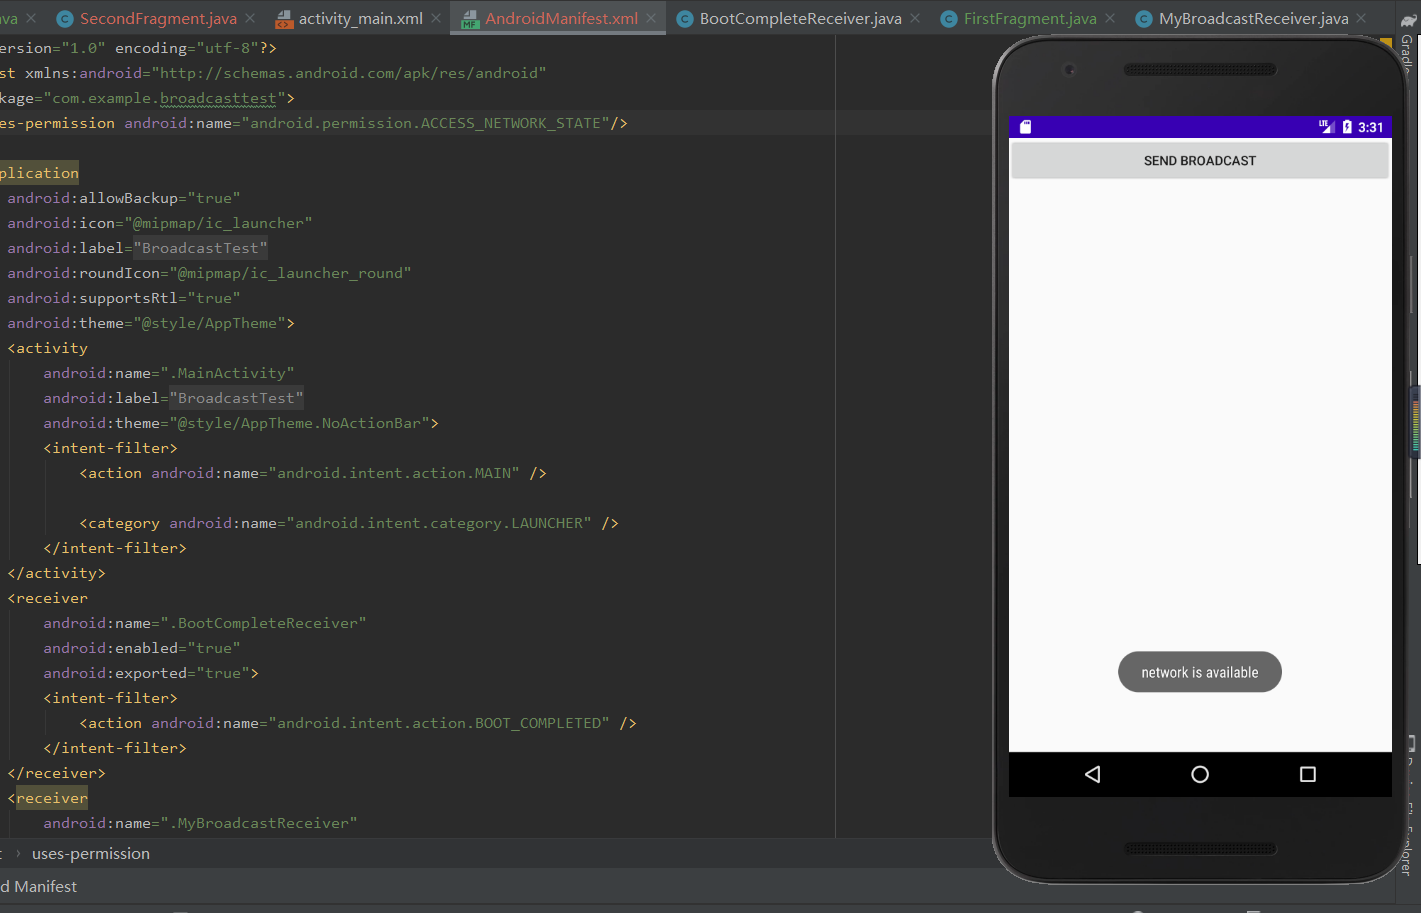 va
SecondFragment.java
activity_main.xml
AndroidManifest.xml
BootCompleteReceiver.java
FirstFragment.java
MyBroadcastReceiver.java
ersion="1.0" encoding="utf-8"?>
st xmlns:android="http://schemas.android.com/apk/res/android"
kage="com.example.broadcasttest">
es-permission android:name="android.permission.ACCESS_NETWORK_STATE"/>
plication
android:allowBackup="true"
android:icon="@mipmap/ic_launcher"
android:label="BroadcastTest"
android:roundIcon="@mipmap/ic_launcher_round"
android:supportsRtl="true"
android:theme="@style/AppTheme">
<activity
android:name=".MainActivity"
android:label="BroadcastTest"
android:theme="@style/AppTheme.NoActionBar">
<intent-filter>
<action android:name="android.intent.action.MAIN" />
<category android:name="android.intent.category.LAUNCHER" />
</intent-filter>
</activity>
<receiver
android:name=".BootCompleteReceiver"
android:enabled="true"
android:exported="true">
<intent-filter>
<action android:name="android.intent.action.BOOT_COMPLETED" />
</intent-filter>
</receiver>
<receiver
android:name=".MyBroadcastReceiver"
t › uses-permission
d Manifest
LTE 3:31
SEND BROADCAST
network is available
Gradle